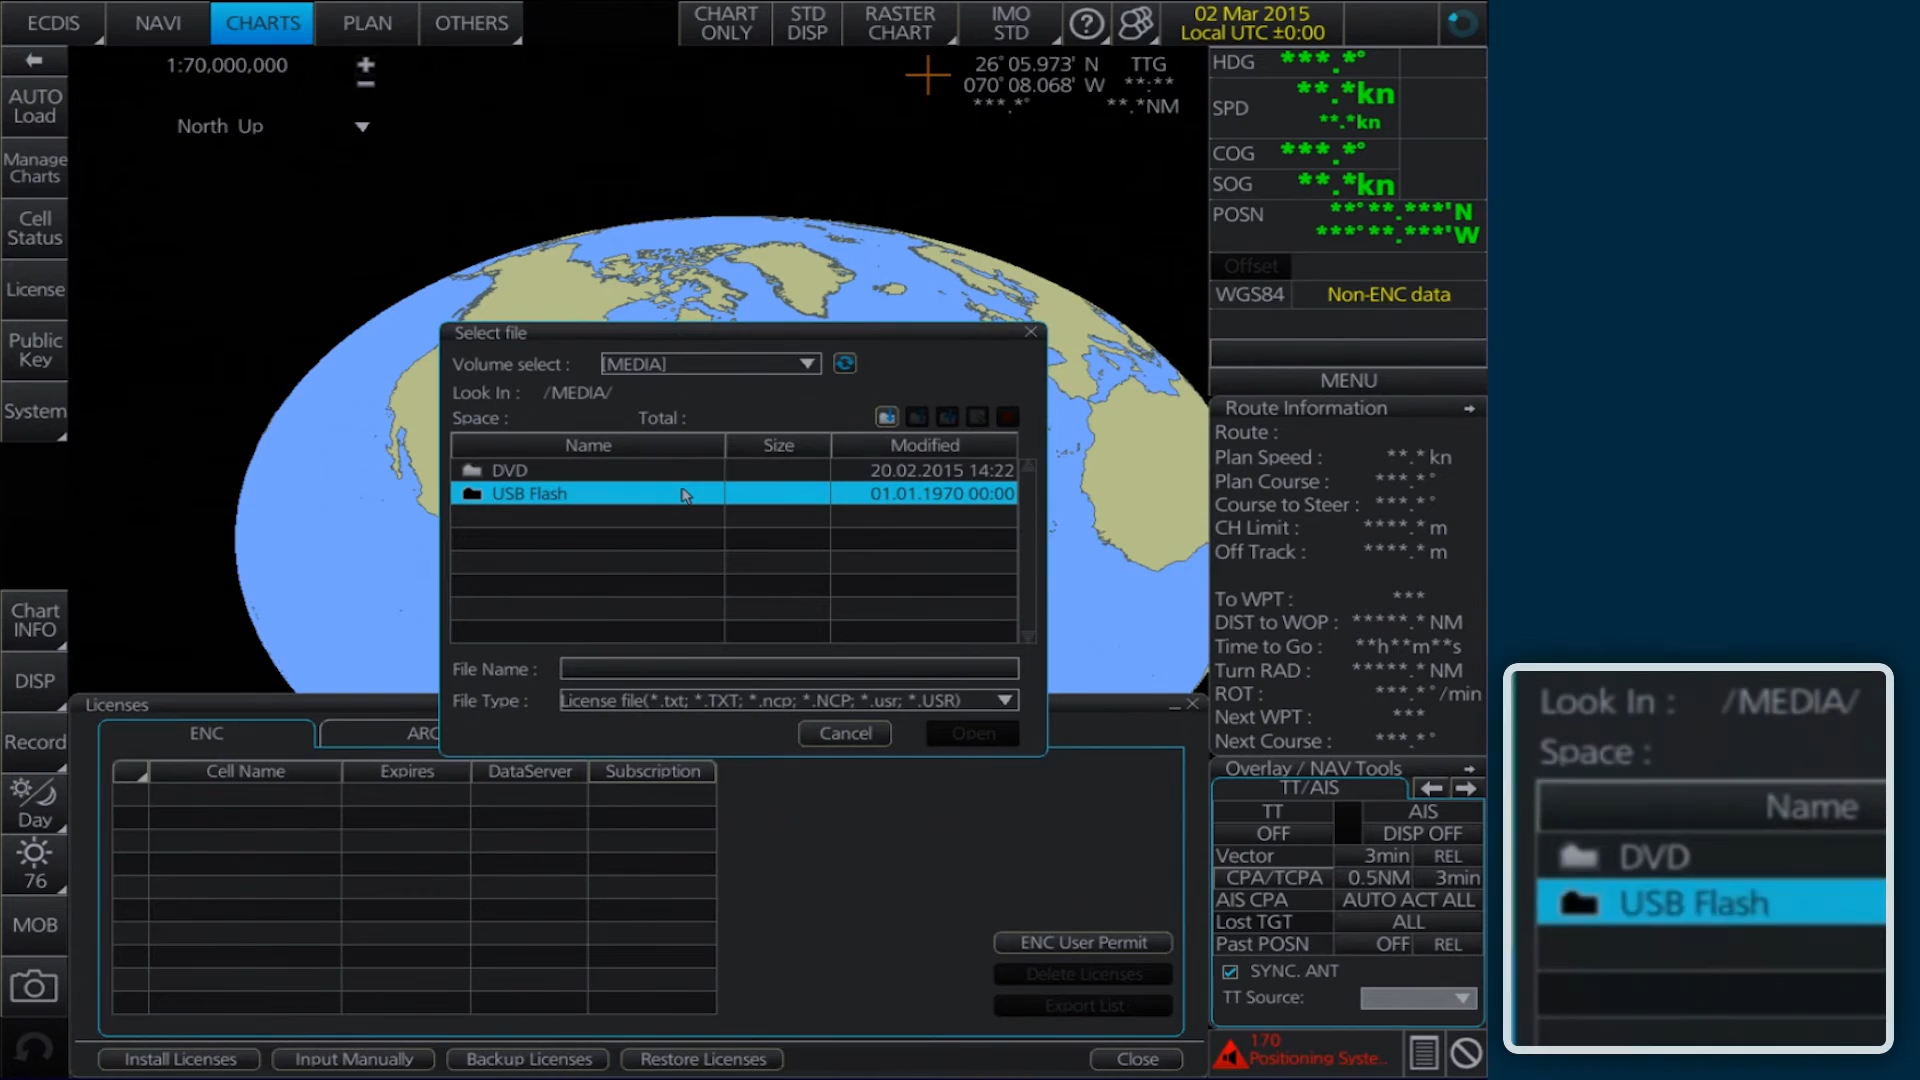 ECDIS
NAVI
CHARTS
PLAN
OTHERS
CHART ONLY
STD DISP
RASTER CHART
IMO STD
02 Mar 2015
Local UTC ±0:00
AUTO Load
Manage Charts
Cell Status
License
Public Key
System
Chart INFO
DISP
Record
Day
76
MOB
1:70,000,000
North Up
26°05.973' N
070°08.068' W
***.*°
TTG
**:**
**.*NM
HDG ***.*°
SPD **.*kn
**.*kn
COG ***.*°
SOG **.*kn
POSN **°**.***'N
***°**.***'W
Offset
WGS84 Non-ENC data
MENU
Route Information
Route :
Plan Speed : **.* kn
Plan Course : ***.*°
Course to Steer : ***.*°
CH Limit : ****.* m
Off Track : ****.* m
To WPT : ***
DIST to WOP : *****.* NM
Time to Go : **h**m**s
Turn RAD : *****.* NM
ROT : ***.*°/min
Next WPT : ***
Next Course : ***.*°
Overlay / NAV Tools
TT/AIS
TT AIS
OFF DISP OFF
Vector 3min REL
CPA/TCPA 0.5NM 3min
AIS CPA AUTO ACT ALL
Lost TGT ALL
Past POSN OFF REL
SYNC. ANT
TT Source:
170
Positioning Syste..
Select file
Volume select : [MEDIA]
Look In : /MEDIA/
Space : Total :
Name Size Modified
DVD 20.02.2015 14:22
USB Flash 01.01.1970 00:00
File Name :
File Type : License file(*.txt; *.TXT; *.ncp; *.NCP; *.usr; *.USR)
Cancel Open
Licenses
ENC ARC
Cell Name Expires DataServer Subscription
ENC User Permit
Delete Licenses
Export List
Install Licenses Input Manually Backup Licenses Restore Licenses Close
Look In : /MEDIA/
Space :
Name
DVD
USB Flash